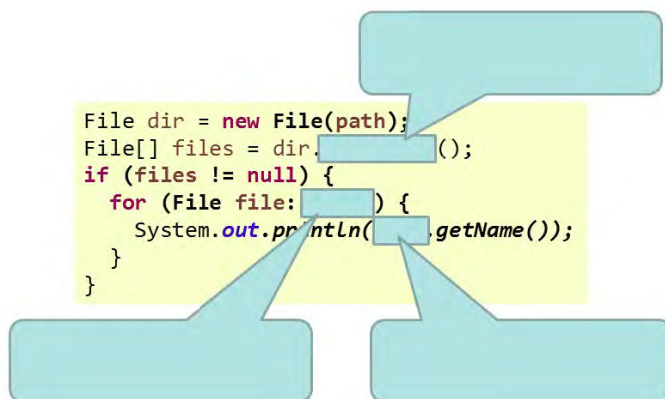 File dir = new File(path);
File[] files = dir. ();
if (files != null) {
for (File file: ) {
System.out.println( .getName());
}
}